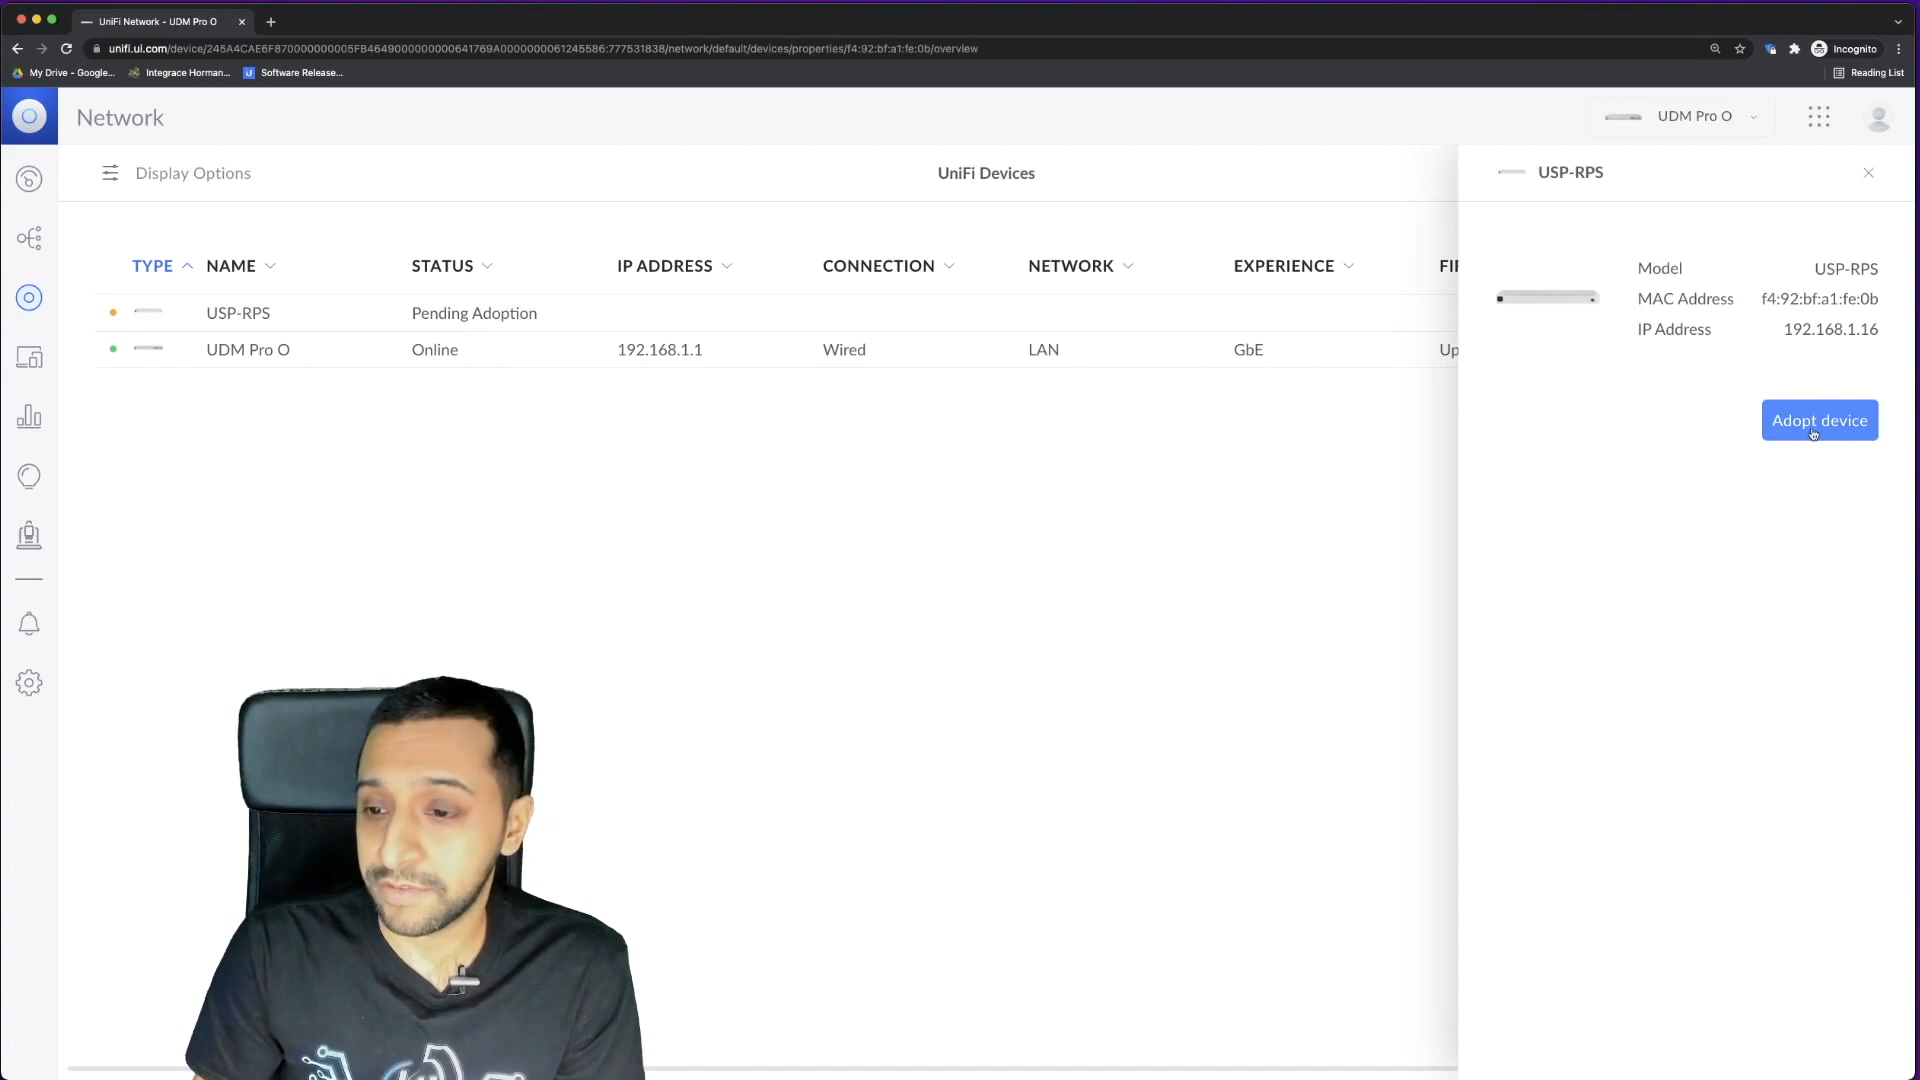 UniFi Network - UDM Pro O
unifi.ui.com/device/245A4CAE6F870000000005FB4649000000000641769A0000000061245586:777531838/network/default/devices/properties/f4:92:bf:a1:fe:0b/overview
Incognito
My Drive - Google...
Integrace Horman...
Software Release...
Reading List
Network
UDM Pro O
Display Options
UniFi Devices
USP-RPS
TYPE NAME STATUS IP ADDRESS CONNECTION NETWORK EXPERIENCE FII
USP-RPS Pending Adoption
UDM Pro O Online 192.168.1.1 Wired LAN GbE Up
Model USP-RPS
MAC Address f4:92:bf:a1:fe:0b
IP Address 192.168.1.16
Adopt device